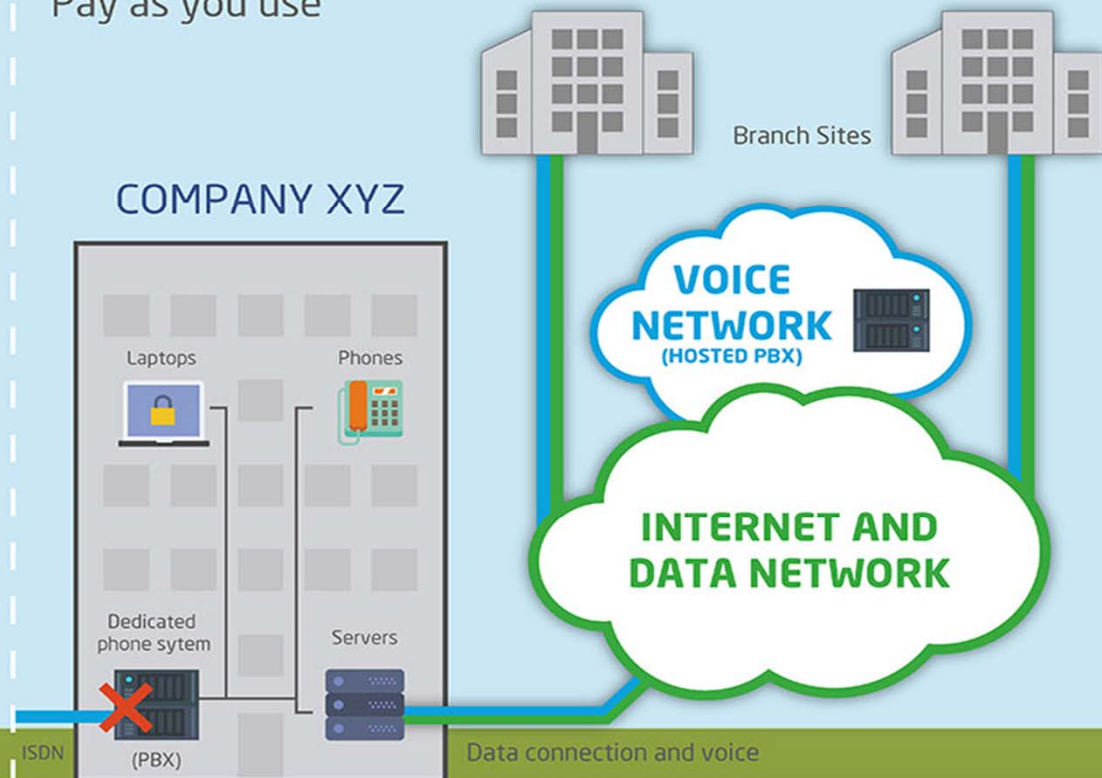 Pay as you use
Branch Sites
COMPANY XYZ
VOICE
NETWORK
(HOSTED PBX)
Laptops
Phones
INTERNET AND
DATA NETWORK
Dedicated
phone sytem
Servers
ISDN
(PBX)
Data connection and voice